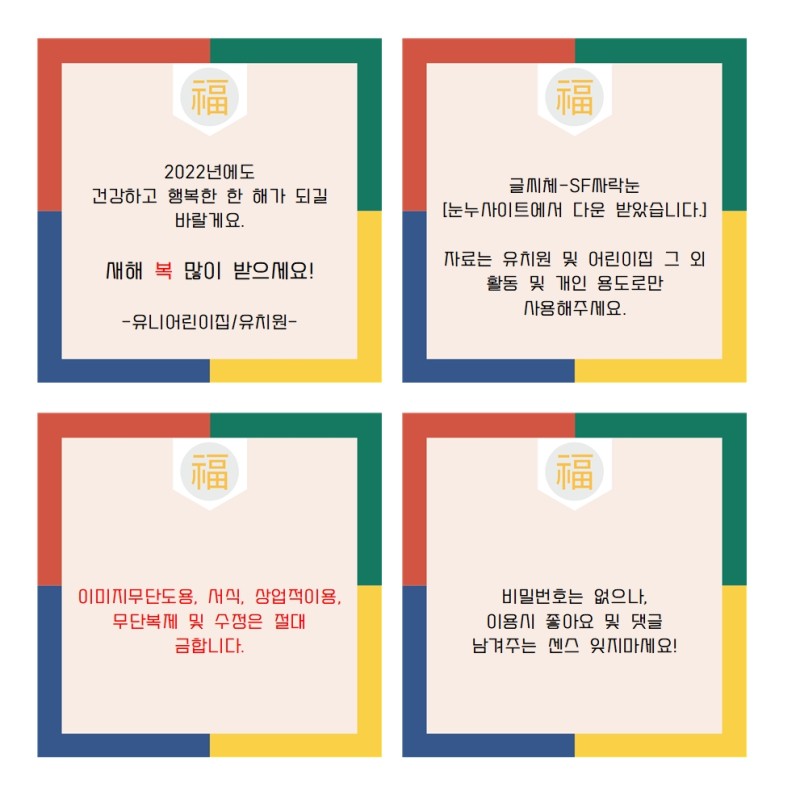 福
2022년에도
건강하고 행복한 한 해가 되길
바랄게요.
새해 복 많이 받으세요!
-유니어린이집/유치원-
福
글씨체-SF싸락눈
[눈누사이트에서 다운 받았습니다.]
자료는 유치원 및 어린이집 그 외
활동 및 개인 용도로만
사용해주세요.
福
이미지무단도용, 서식, 상업적이용,
무단복제 및 수정은 절대
금합니다.
福
비밀번호는 없으나,
이용시 좋아요 및 댓글
남겨주는 센스 잊지마세요!